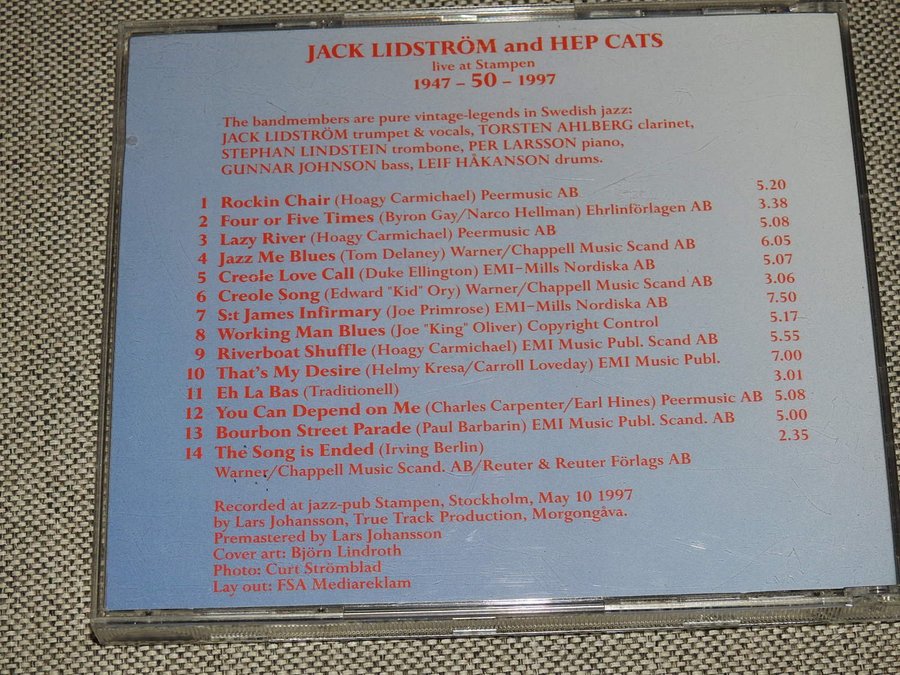 JACK LIDSTRÖM and HEP CATS
live at Stampen
1947 – 50 – 1997
The bandmembers are pure vintage-legends in Swedish jazz:
JACK LIDSTRÖM trumpet & vocals, TORSTEN AHLBERG clarinet,
STEPHAN LINDSTEIN trombone, PER LARSSON piano,
GUNNAR JOHNSON bass, LEIF HÅKANSON drums.
1 Rockin Chair (Hoagy Carmichael) Peermusic AB 5.20
2 Four or Five Times (Byron Gay/Narco Hellman) Ehrlinförlagen AB 3.38
3 Lazy River (Hoagy Carmichael) Peermusic AB 5.08
4 Jazz Me Blues (Tom Delaney) Warner/Chappell Music Scand AB 6.05
5 Creole Love Call (Duke Ellington) EMI-Mills Nordiska AB 5.07
6 Creole Song (Edward "Kid" Ory) Warner/Chappell Music Scand AB 3.06
7 S:t James Infirmary (Joe Primrose) EMI-Mills Nordiska AB 7.50
8 Working Man Blues (Joe "King" Oliver) Copyright Control 5.17
9 Riverboat Shuffle (Hoagy Carmichael) EMI Music Publ. Scand AB 5.55
10 That's My Desire (Helmy Kresa/Carroll Loveday) EMI Music Publ. 7.00
11 Eh La Bas (Traditionell) 3.01
12 You Can Depend on Me (Charles Carpenter/Earl Hines) Peermusic AB 5.08
13 Bourbon Street Parade (Paul Barbarin) EMI Music Publ. Scand. AB 5.00
14 The Song is Ended (Irving Berlin) 2.35
Warner/Chappell Music Scand. AB/Reuter & Reuter Förlags AB
Recorded at jazz-pub Stampen, Stockholm, May 10 1997
by Lars Johansson, True Track Production, Morgongåva.
Premastered by Lars Johansson
Cover art: Björn Lindroth
Photo: Curt Strömblad
Lay out: FSA Mediareklam